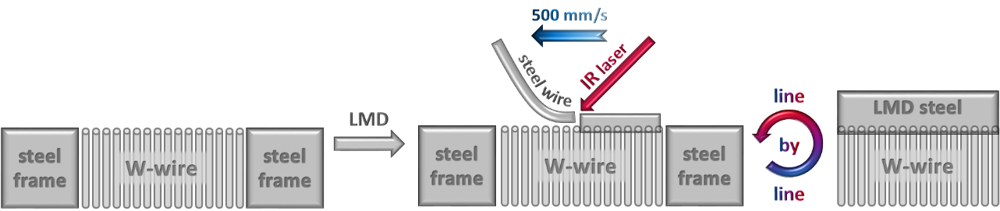 steel
frame
W-wire
steel
frame
LMD
500 mm/s
steel wire
IR laser
steel
frame
W-wire
steel
frame
line
by
line
LMD steel
W-wire